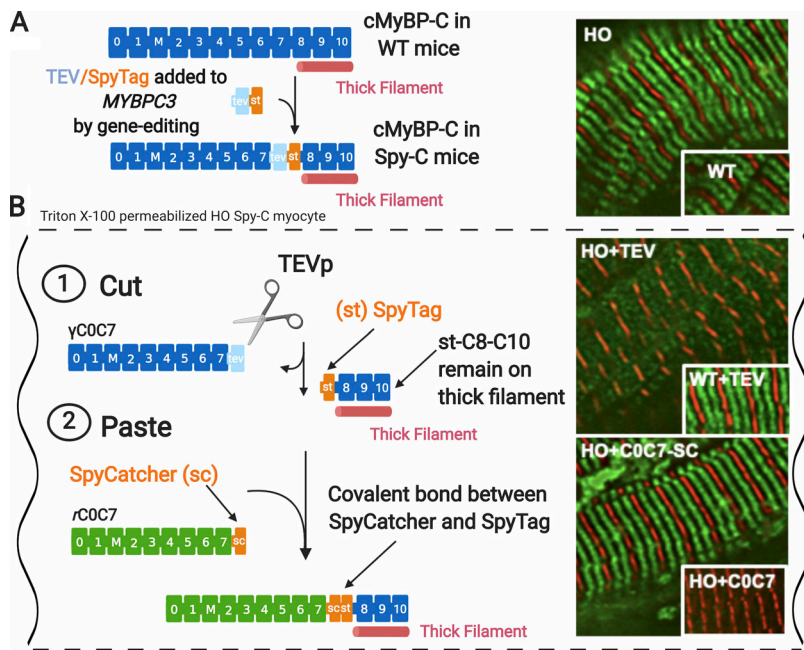 A
0 1 M 2 3 4 5 6 7 8 9 10
cMyBP-C in
WT mice
Thick Filament
TEV/SpyTag added to
MYBPC3
by gene-editing
tev st
0 1 M 2 3 4 5 6 7 tev st 8 9 10
cMyBP-C in
Spy-C mice
Thick Filament
HO
WT
B
Triton X-100 permeabilized HO Spy-C myocyte
1 Cut
TEVp
γC0C7
0 1 M 2 3 4 5 6 7 tev
(st) SpyTag
st 8 9 10
st-C8-C10
remain on
thick filament
Thick Filament
2 Paste
SpyCatcher (sc)
rC0C7
0 1 M 2 3 4 5 6 7 sc
Covalent bond between
SpyCatcher and SpyTag
0 1 M 2 3 4 5 6 7 sc st 8 9 10
Thick Filament
HO+TEV
WT+TEV
HO+C0C7-SC
HO+C0C7